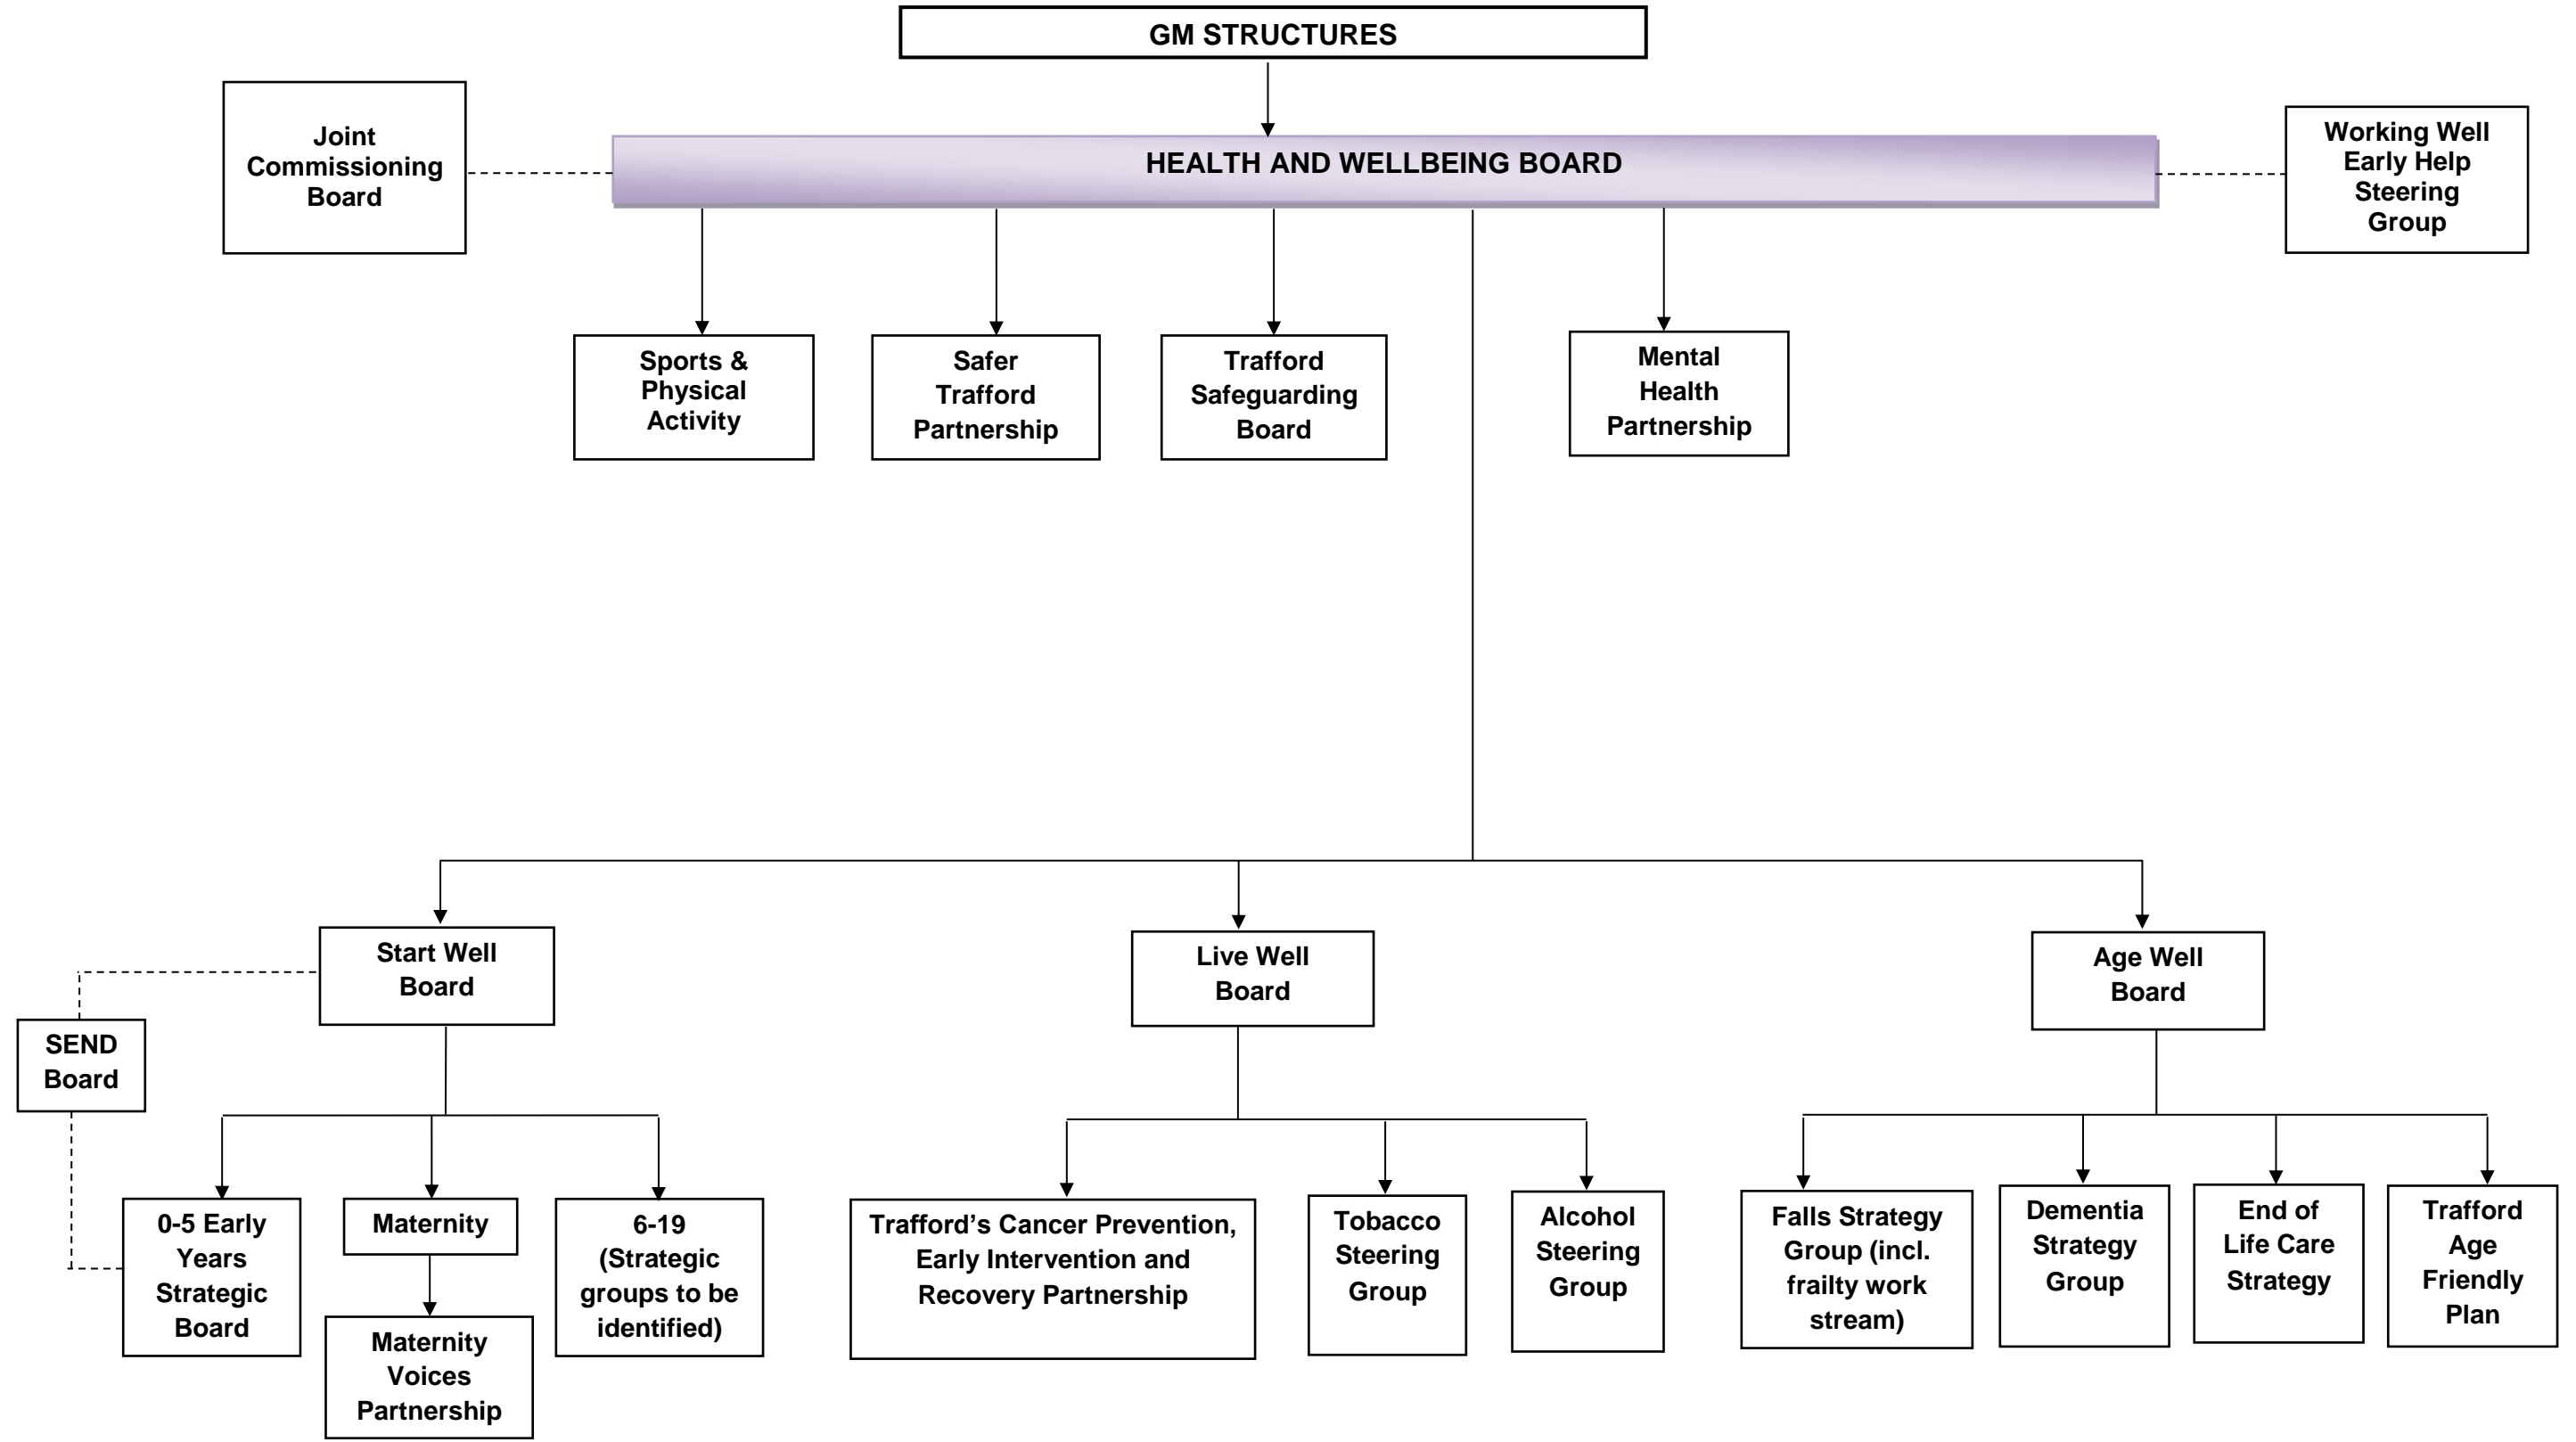 GM STRUCTURES
Joint
Commissioning
Board
HEALTH AND WELLBEING BOARD
Working Well
Early Help
Steering
Group
Sports &
Physical
Activity
Safer
Trafford
Partnership
Trafford
Safeguarding
Board
Mental
Health
Partnership
Start Well
Board
Live Well
Board
Age Well
Board
SEND
Board
0-5 Early
Years
Strategic
Board
Maternity
Maternity
Voices
Partnership
6-19
(Strategic
groups to be
identified)
Trafford’s Cancer Prevention,
Early Intervention and
Recovery Partnership
Tobacco
Steering
Group
Alcohol
Steering
Group
Falls Strategy
Group (incl.
frailty work
stream)
Dementia
Strategy
Group
End of
Life Care
Strategy
Trafford
Age
Friendly
Plan